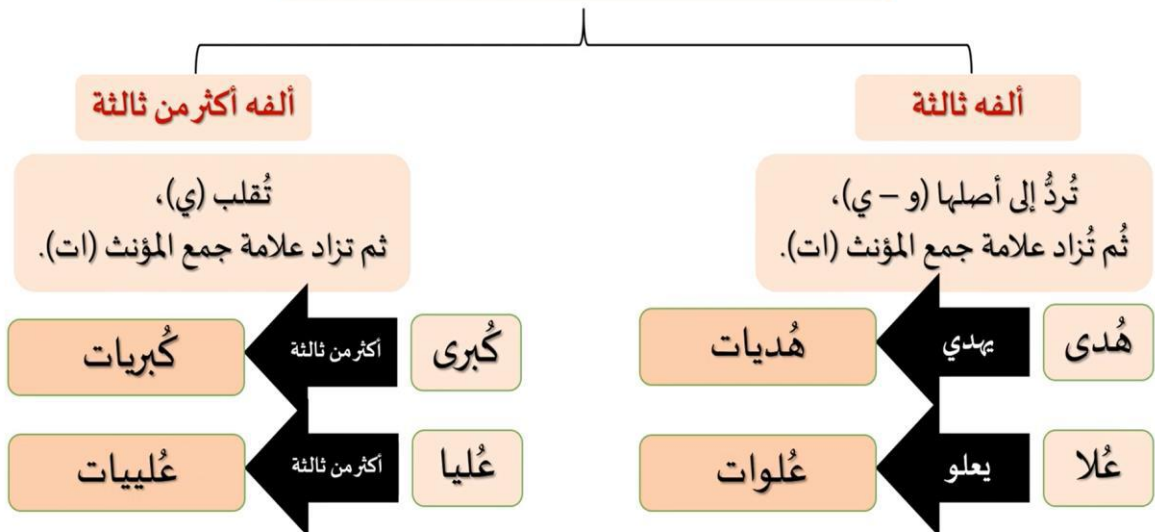 ألفه ثالثة
تُردُّ إلى أصلها (و – ي)،
ثُم تُزاد علامة جمع المؤنث (ات).
هُدى
يهدي
هُديات
عُلا
يعلو
عُلوات
ألفه أكثر من ثالثة
تُقلب (ي)،
ثم تزاد علامة جمع المؤنث (ات).
كُبرى
أكثر من ثالثة
كُبريات
عُليا
أكثر من ثالثة
عُلييات